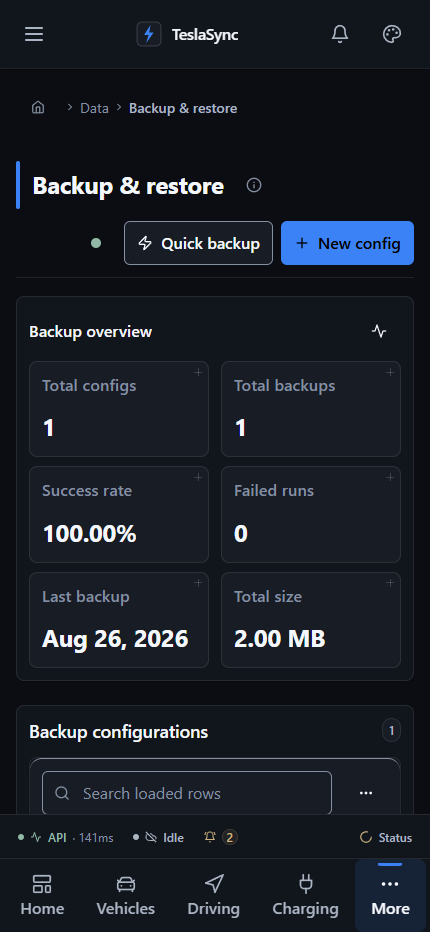 TeslaSync
Data
Backup & restore
Backup & restore
Quick backup
New config
Backup overview
Total configs
1
Total backups
1
Success rate
100.00%
Failed runs
0
Last backup
Aug 26, 2026
Total size
2.00 MB
Backup configurations
1
Search loaded rows
API · 141ms
Idle
2
Status
Home
Vehicles
Driving
Charging
More